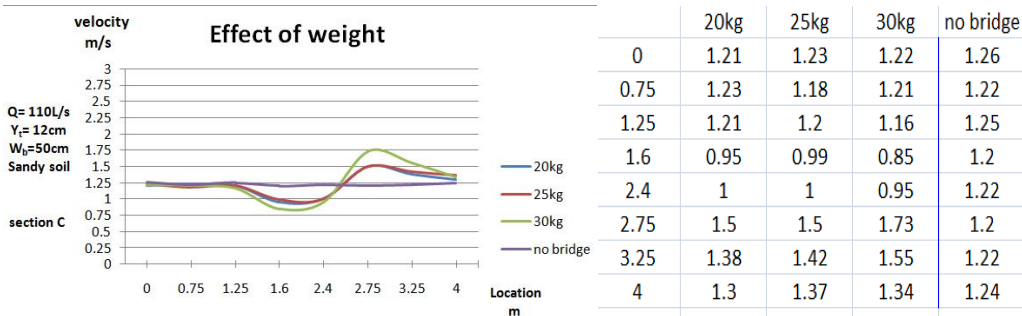 velocity
m/s
Effect of weight
3
2.75
2.5
2.25
2
1.75
1.5
1.25
1
0.75
0.5
0.25
0
Q= 110L/s
Yt= 12cm
Wb=50cm
Sandy soil
section C
0 0.75 1.25 1.6 2.4 2.75 3.25 4
Location
m
20kg
25kg
30kg
no bridge
20kg 25kg 30kg no bridge
0 1.21 1.23 1.22 1.26
0.75 1.23 1.18 1.21 1.22
1.25 1.21 1.2 1.16 1.25
1.6 0.95 0.99 0.85 1.2
2.4 1 1 0.95 1.22
2.75 1.5 1.5 1.73 1.2
3.25 1.38 1.42 1.55 1.22
4 1.3 1.37 1.34 1.24